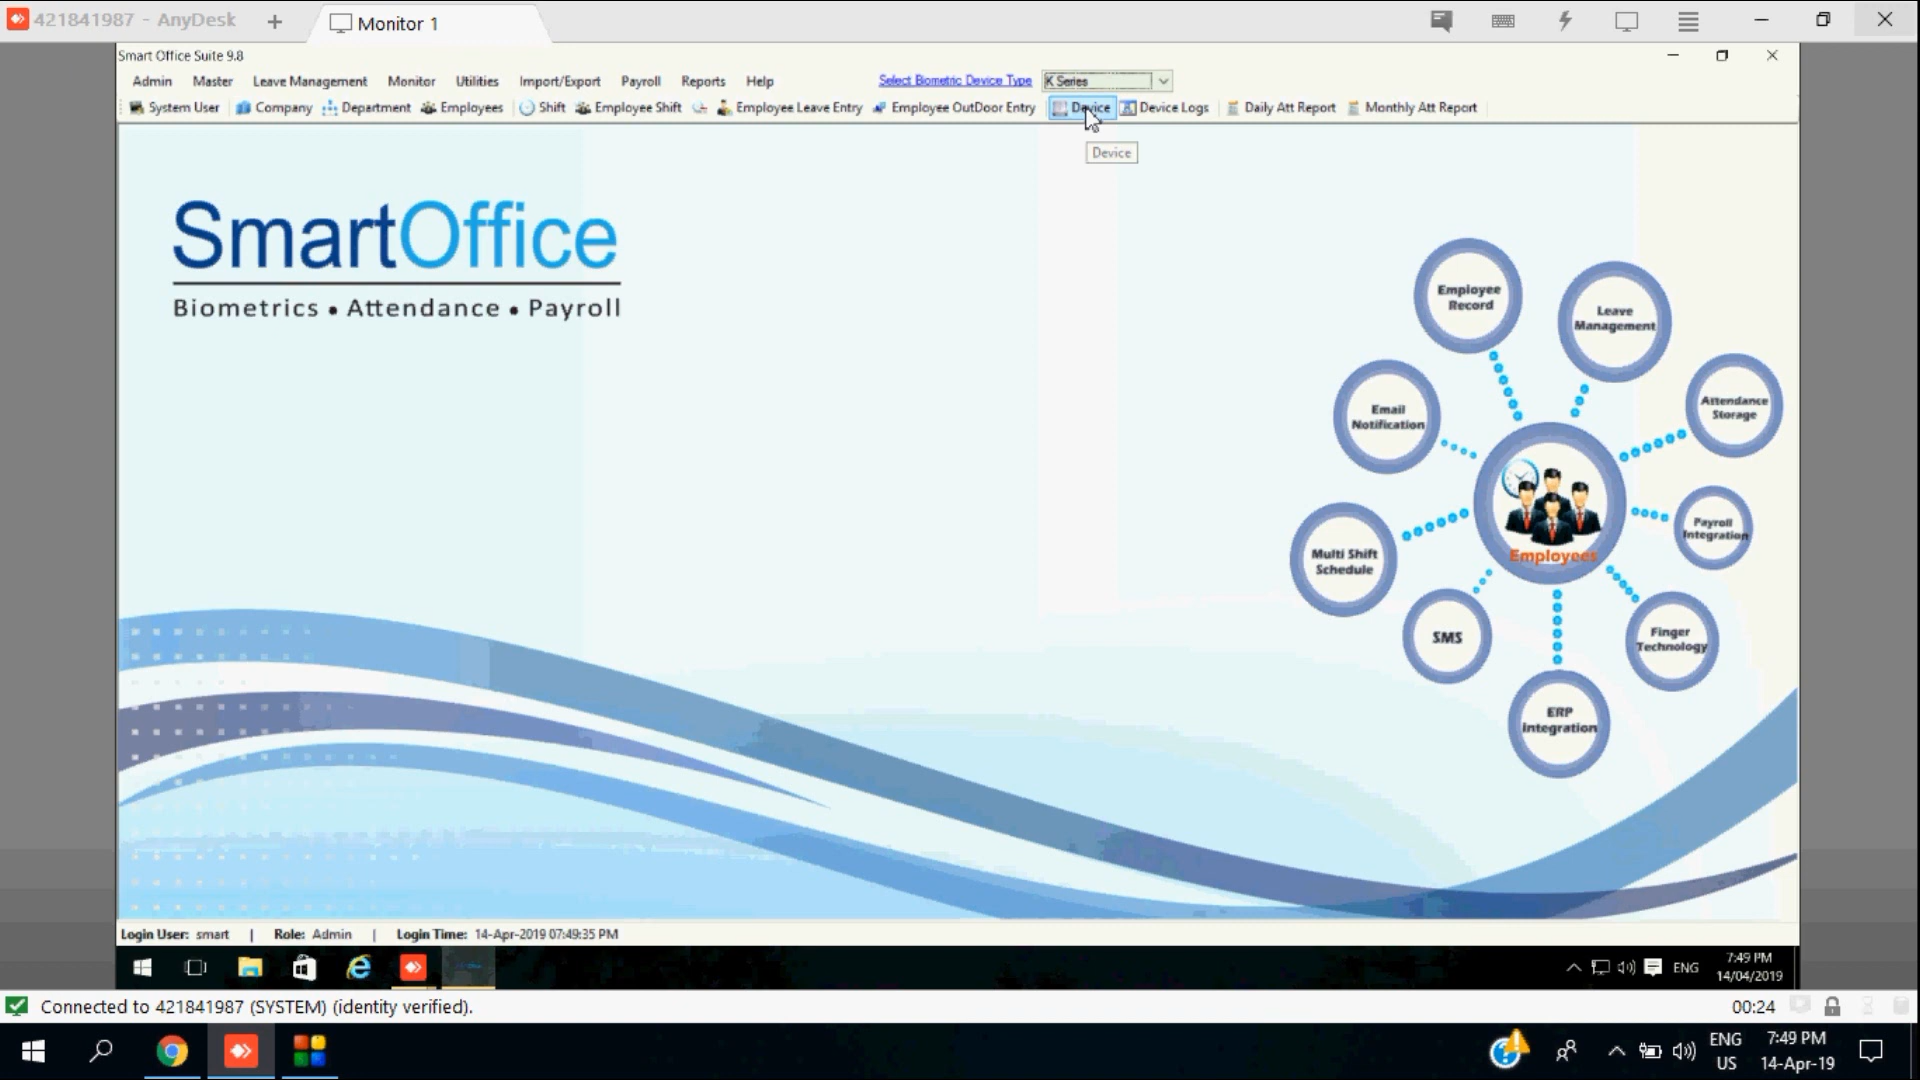 421841987 - AnyDesk
Monitor 1
Smart Office Suite 9.8
Admin Master Leave Management Monitor Utilities Import/Export Payroll Reports Help Select Biometric Device Type K Series
System User Company Department Employees Shift Employee Shift Employee Leave Entry Employee OutDoor Entry Device Device Logs Daily Att Report Monthly Att Report
Device
SmartOffice
Biometrics • Attendance • Payroll
Employee
Record
Leave
Management
Attendance
Storage
Email
Notification
Payroll
Integration
Employees
Multi Shift
Schedule
SMS
Finger
Technology
ERP
integration
Login User: smart | Role: Admin | Login Time: 14-Apr-2019 07:49:35 PM
ENG 7:49 PM
14/04/2019
Connected to 421841987 (SYSTEM) (identity verified).
00:24
ENG 7:49 PM
US 14-Apr-19